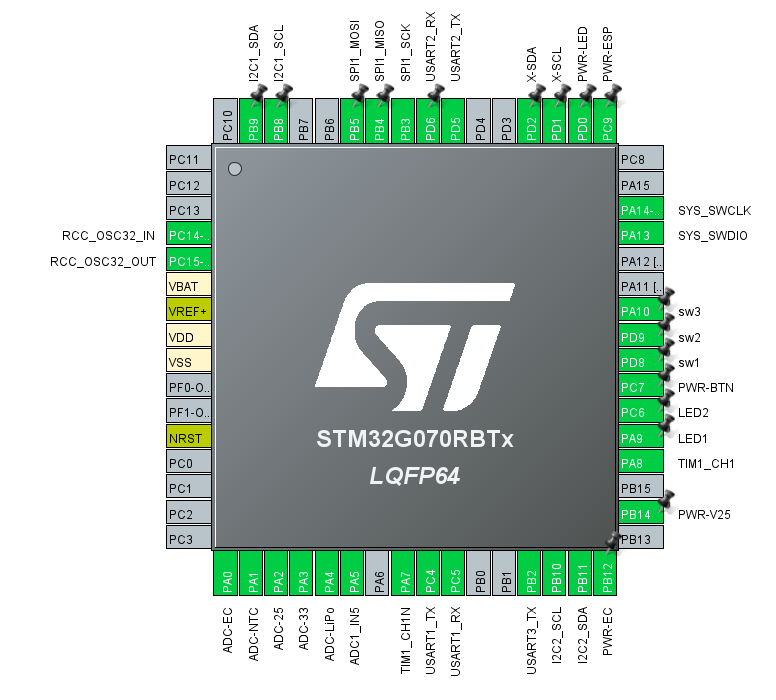 I2C1_SDA
I2C1_SCL
SPI1_MOSI
SPI1_MISO
SPI1_SCK
USART2_RX
USART2_TX
X-SDA
X-SCL
PWR-LED
PWR-ESP
PC10
PB9
PB8
PB7
PB6
PB5
PB4
PB3
PD6
PD5
PD4
PD3
PD2
PD1
PD0
PC9
PC11
PC12
PC13
RCC_OSC32_IN PC14-..
RCC_OSC32_OUT PC15-..
VBAT
VREF+
VDD
VSS
PF0-O..
PF1-O..
NRST
PC0
PC1
PC2
PC3
ST
STM32G070RBTx
LQFP64
PC8
PA15
PA14-.. SYS_SWCLK
PA13 SYS_SWDIO
PA12 [..
PA11 [..
PA10 sw3
PD9 sw2
PD8 sw1
PC7 PWR-BTN
PC6 LED2
PA9 LED1
PA8 TIM1_CH1
PB15
PB14 PWR-V25
PB13
PA0
PA1
PA2
PA3
PA4
PA5
PA6
PA7
PC4
PC5
PB0
PB1
PB2
PB10
PB11
PB12
ADC-EC
ADC-NTC
ADC-25
ADC-33
ADC-LiPo
ADC1_IN5
TIM1_CH1N
USART1_TX
USART1_RX
USART3_TX
I2C2_SCL
I2C2_SDA
PWR-EC